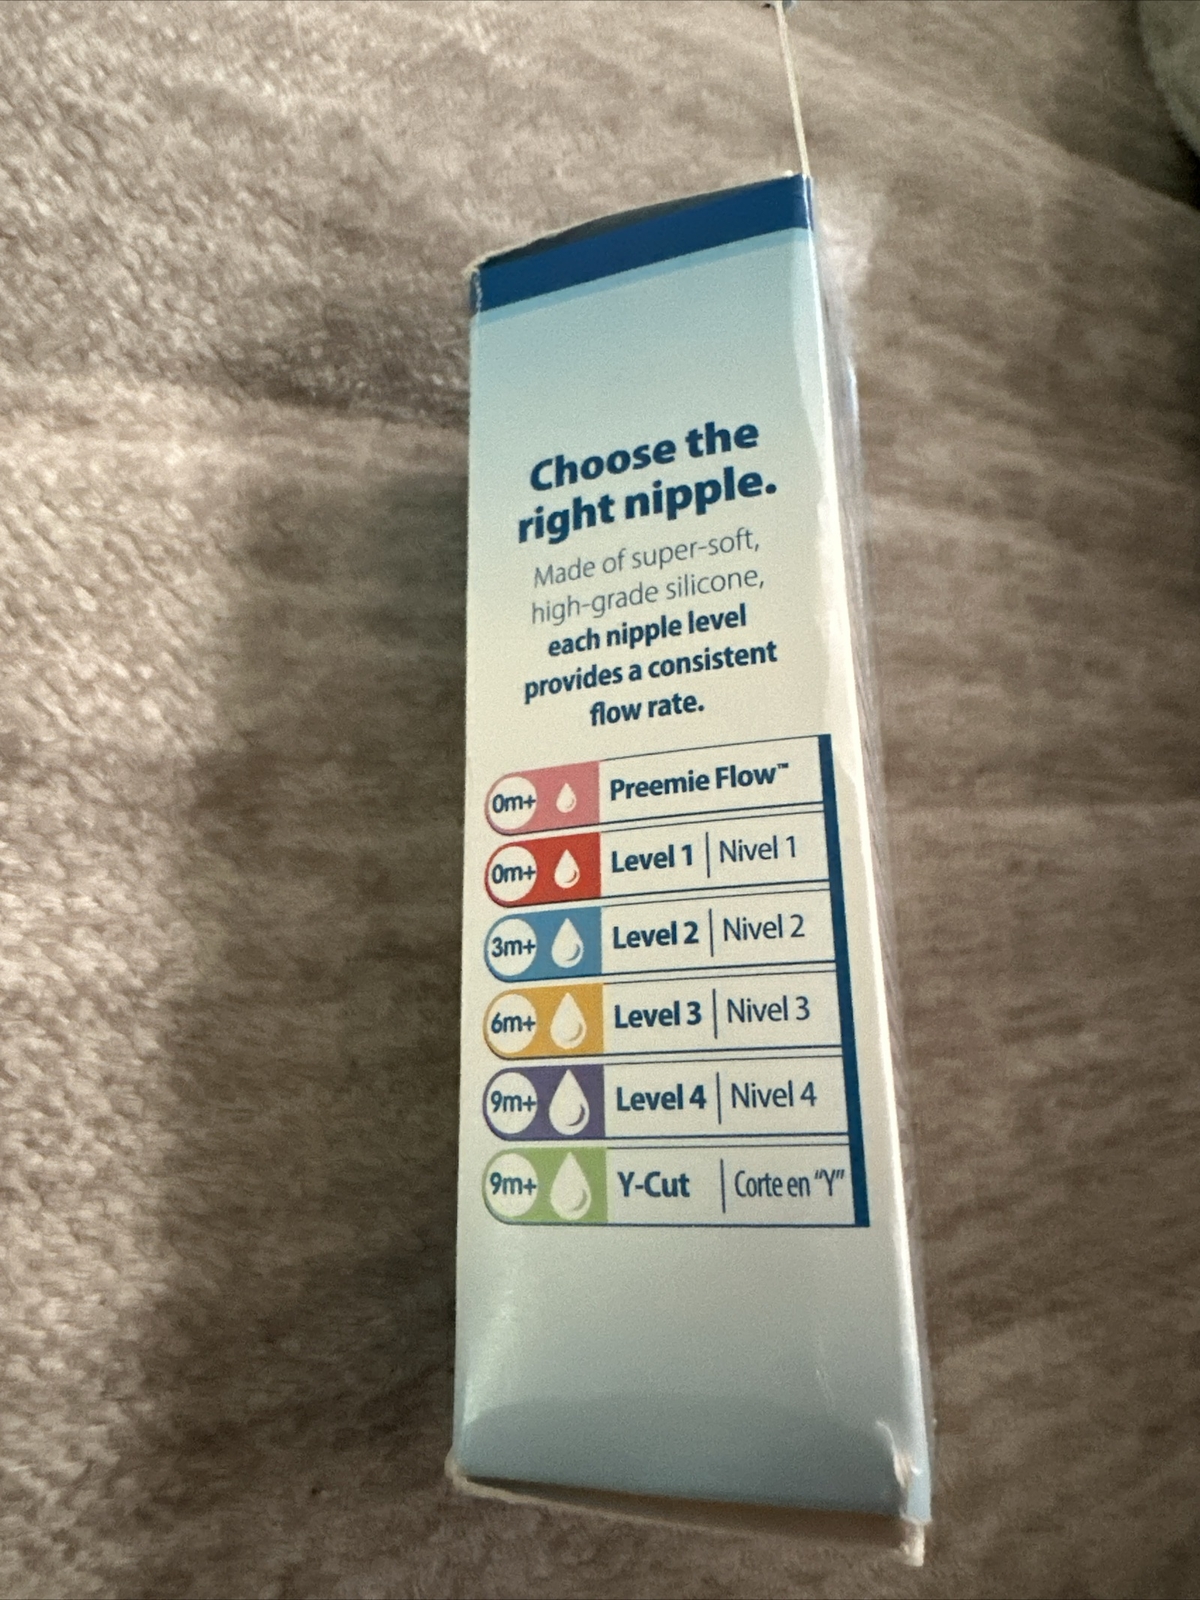 Choose the
right nipple.
Made of super-soft,
high-grade silicone,
each nipple level
provides a consistent
flow rate.
0m+ Preemie Flow™
0m+ Level 1 | Nivel 1
3m+ Level 2 | Nivel 2
6m+ Level 3 | Nivel 3
9m+ Level 4 | Nivel 4
9m+ Y-Cut | Corte en "Y"